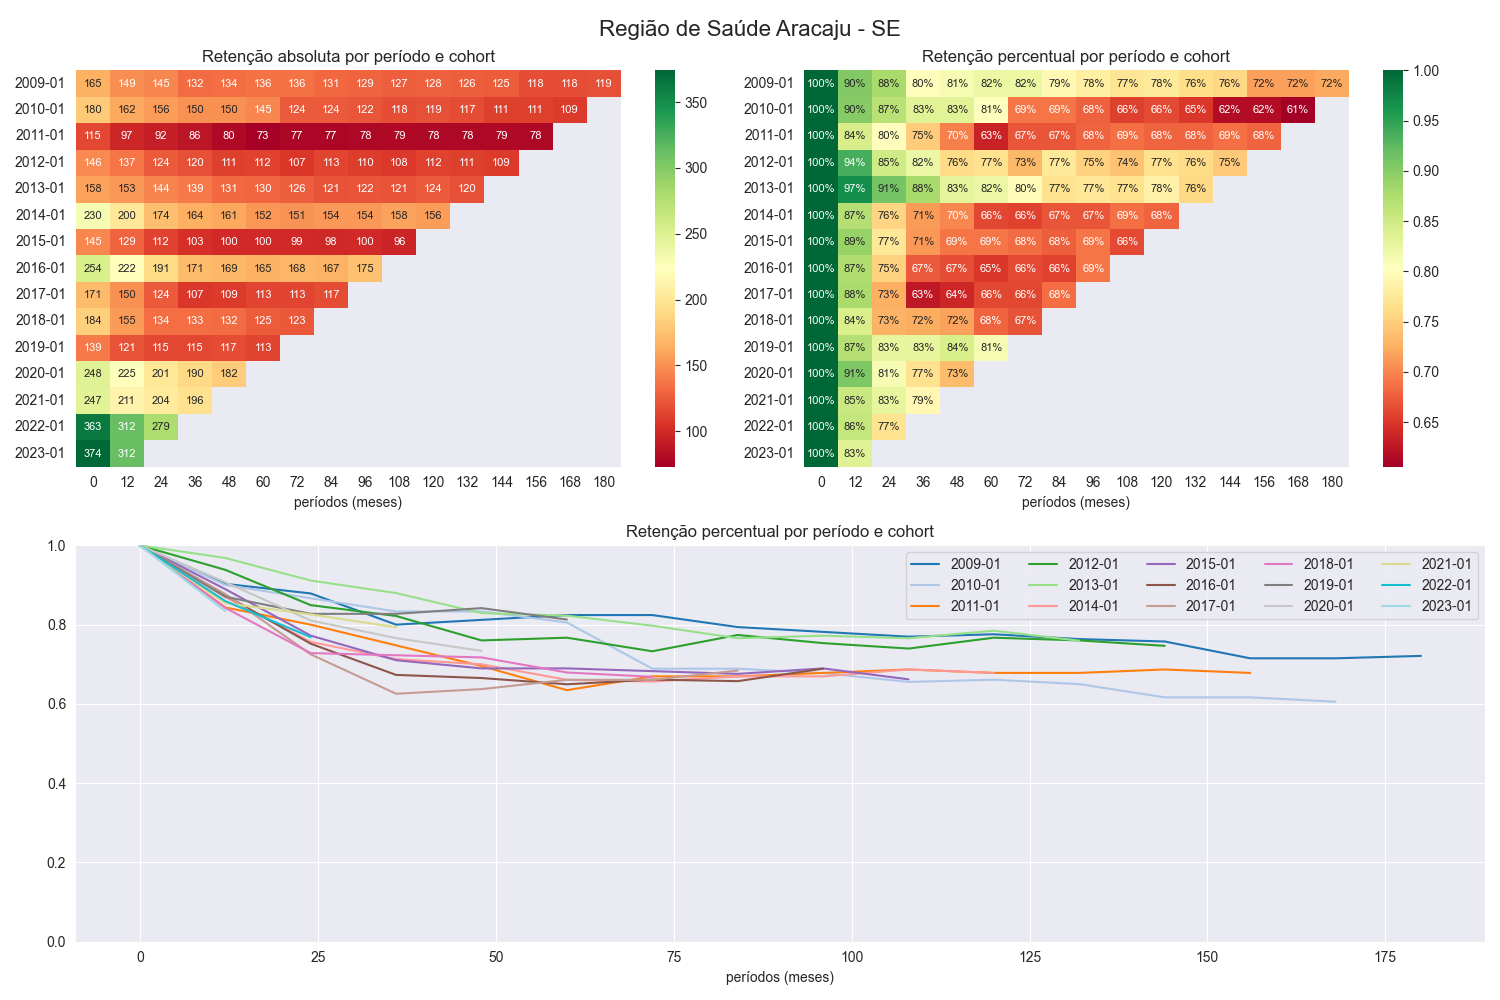 Região de Saúde Aracaju - SE
Retenção absoluta por período e cohort
2009-01 165 149 145 132 134 136 136 131 129 127 128 126 125 118 118 119
2010-01 180 162 156 150 150 145 124 124 122 118 119 117 111 111 109
2011-01 115 97 92 86 80 73 77 77 78 79 78 78 79 78
2012-01 146 137 124 120 111 112 107 113 110 108 112 111 109
2013-01 158 153 144 139 131 130 126 121 122 121 124 120
2014-01 230 200 174 164 161 152 151 154 154 158 156
2015-01 145 129 112 103 100 100 99 98 100 96
2016-01 254 222 191 171 169 165 168 167 175
2017-01 171 150 124 107 109 113 113 117
2018-01 184 155 134 133 132 125 123
2019-01 139 121 115 115 117 113
2020-01 248 225 201 190 182
2021-01 247 211 204 196
2022-01 363 312 279
2023-01 374 312
0 12 24 36 48 60 72 84 96 108 120 132 144 156 168 180
períodos (meses)
350
300
250
200
150
100
Retenção percentual por período e cohort
2009-01 100% 90% 88% 80% 81% 82% 82% 79% 78% 77% 78% 76% 76% 72% 72% 72%
2010-01 100% 90% 87% 83% 83% 81% 69% 69% 68% 66% 66% 65% 62% 62% 61%
2011-01 100% 84% 80% 75% 70% 63% 67% 67% 68% 69% 68% 68% 69% 68%
2012-01 100% 94% 85% 82% 76% 77% 73% 77% 75% 74% 77% 76% 75%
2013-01 100% 97% 91% 88% 83% 82% 80% 77% 77% 77% 78% 76%
2014-01 100% 87% 76% 71% 70% 66% 66% 67% 67% 69% 68%
2015-01 100% 89% 77% 71% 69% 69% 68% 68% 69% 66%
2016-01 100% 87% 75% 67% 67% 65% 66% 66% 69%
2017-01 100% 88% 73% 63% 64% 66% 66% 68%
2018-01 100% 84% 73% 72% 72% 68% 67%
2019-01 100% 87% 83% 83% 84% 81%
2020-01 100% 91% 81% 77% 73%
2021-01 100% 85% 83% 79%
2022-01 100% 86% 77%
2023-01 100% 83%
0 12 24 36 48 60 72 84 96 108 120 132 144 156 168 180
períodos (meses)
1.00
0.95
0.90
0.85
0.80
0.75
0.70
0.65
Retenção percentual por período e cohort
1.0
0.8
0.6
0.4
0.2
0.0
2009-01 2012-01 2015-01 2018-01 2021-01
2010-01 2013-01 2016-01 2019-01 2022-01
2011-01 2014-01 2017-01 2020-01 2023-01
0 25 50 75 100 125 150 175
períodos (meses)